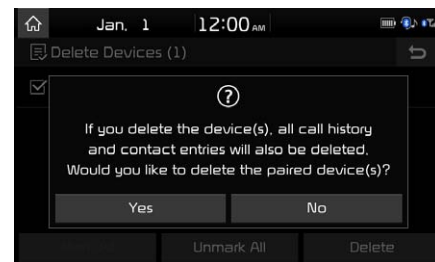 Jan. 1 12:00 AM
Delete Devices (1)
If you delete the device(s), all call history
and contact entries will also be deleted.
Would you like to delete the paired device(s)?
Yes No
Unmark All Delete